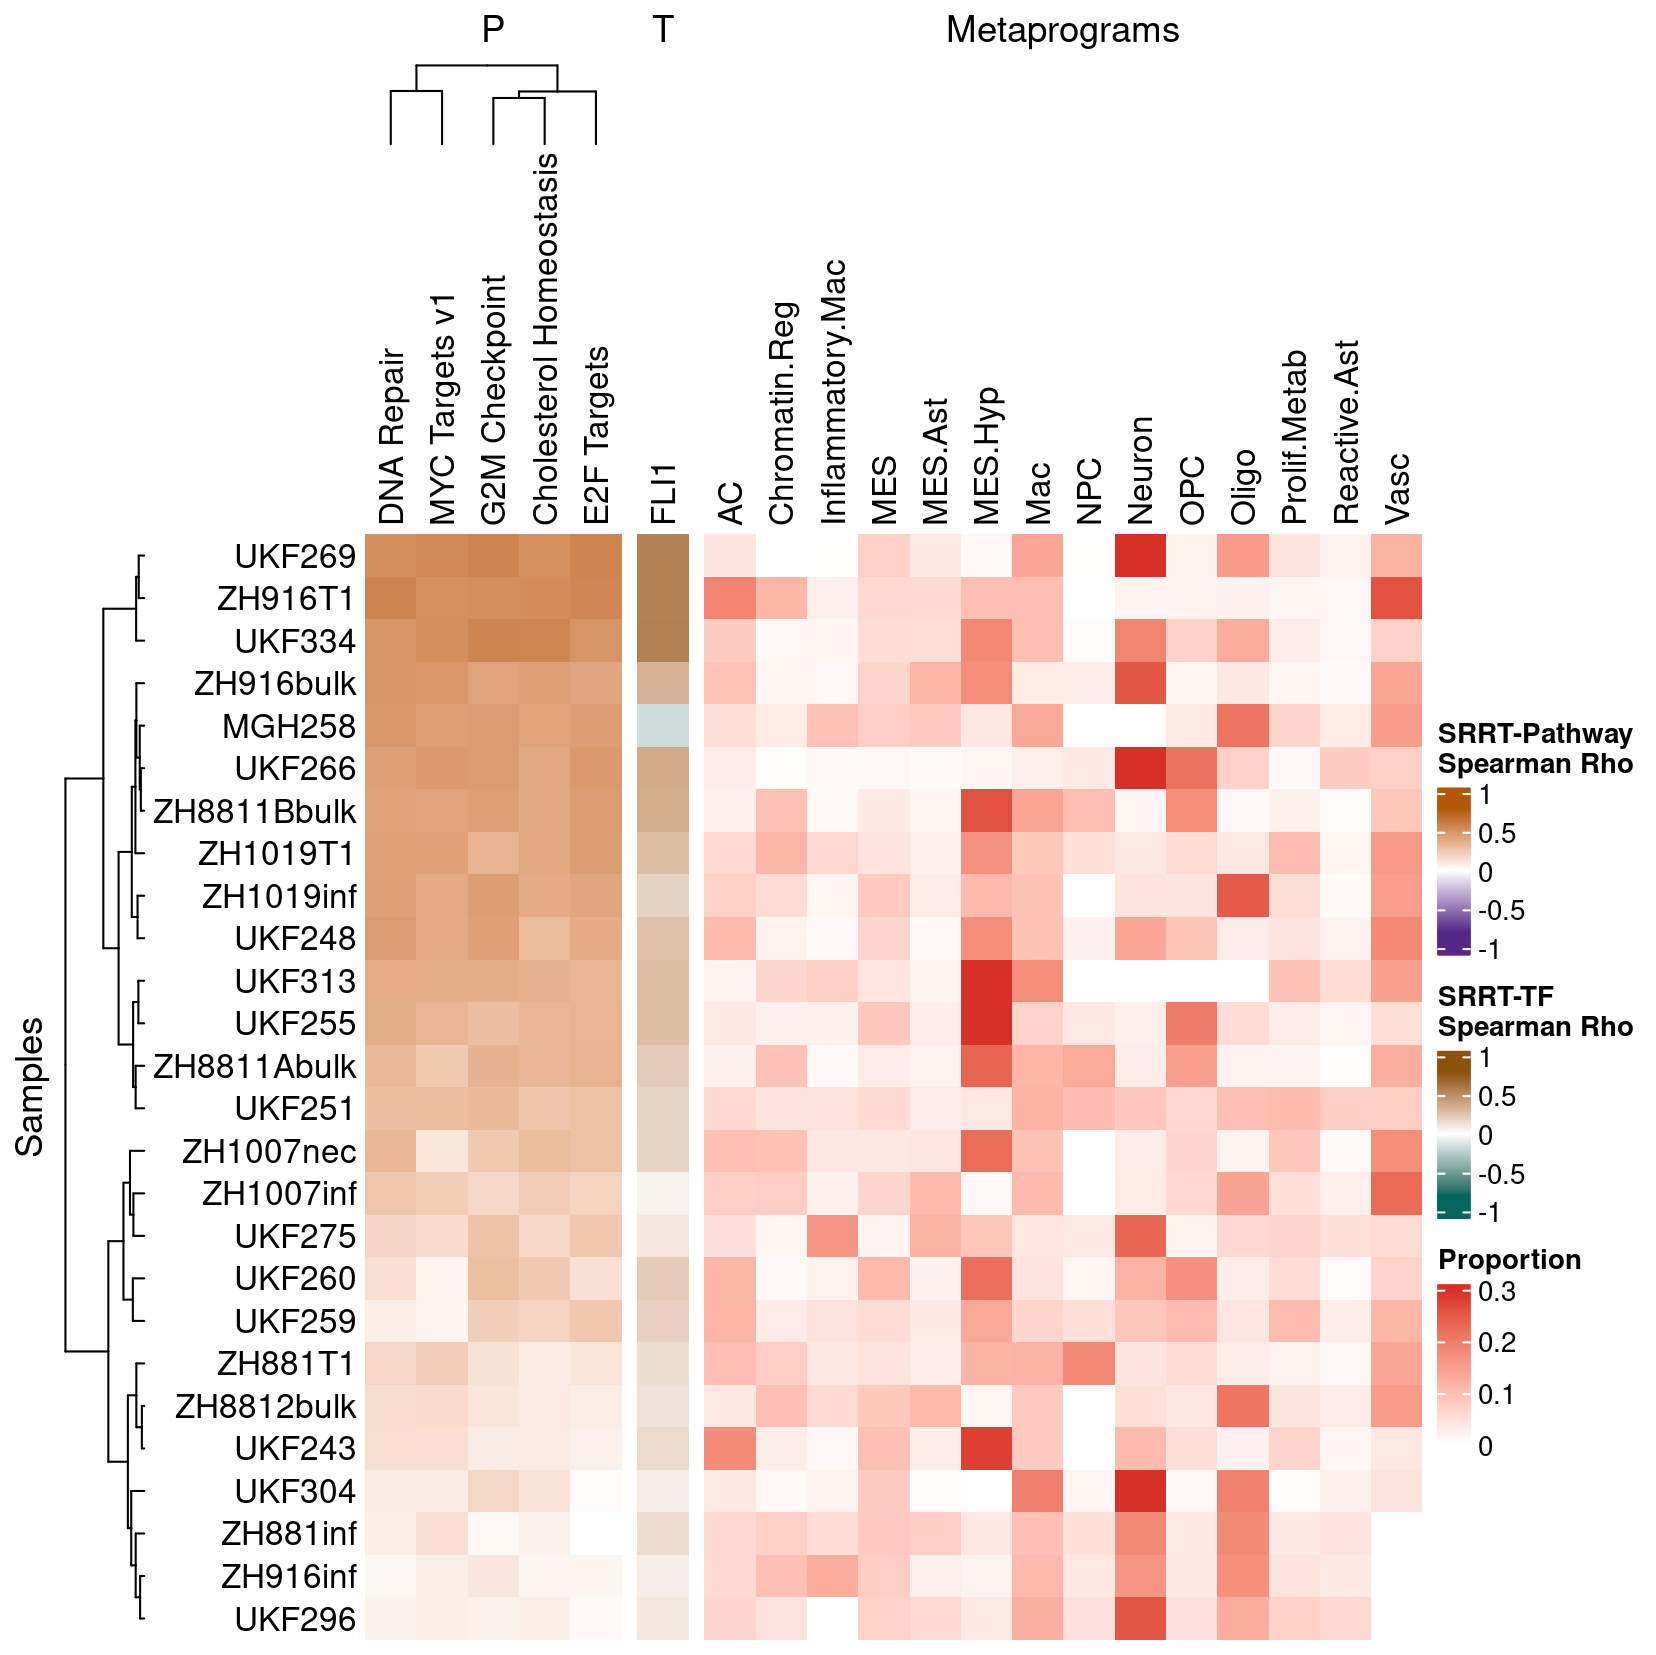 P
T
Metaprograms
DNA Repair
MYC Targets v1
G2M Checkpoint
Cholesterol Homeostasis
E2F Targets
FLI1
AC
Chromatin.Reg
Inflammatory.Mac
MES
MES.Ast
MES.Hyp
Mac
NPC
Neuron
OPC
Oligo
Prolif.Metab
Reactive.Ast
Vasc
Samples
UKF269
ZH916T1
UKF334
ZH916bulk
MGH258
UKF266
ZH8811Bbulk
ZH1019T1
ZH1019inf
UKF248
UKF313
UKF255
ZH8811Abulk
UKF251
ZH1007nec
ZH1007inf
UKF275
UKF260
UKF259
ZH881T1
ZH8812bulk
UKF243
UKF304
ZH881inf
ZH916inf
UKF296
SRRT-Pathway
Spearman Rho
1
0.5
0
-0.5
-1
SRRT-TF
Spearman Rho
1
0.5
0
-0.5
-1
Proportion
0.3
0.2
0.1
0